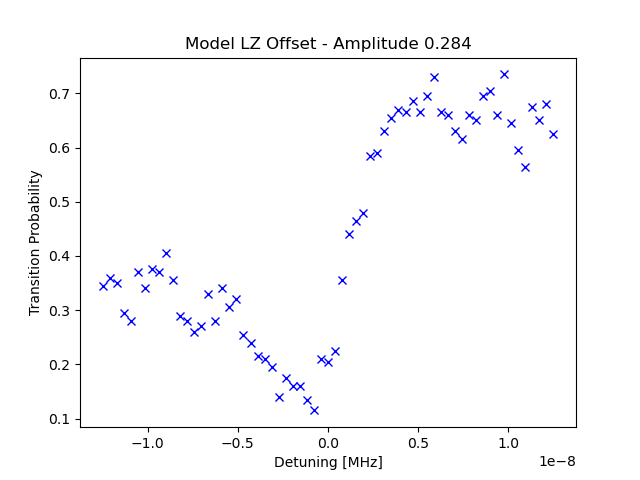 Model LZ Offset - Amplitude 0.284
Transition Probability
0.7
0.6
0.5
0.4
0.3
0.2
0.1
−1.0 −0.5 0.0 0.5 1.0
1e−8
Detuning [MHz]